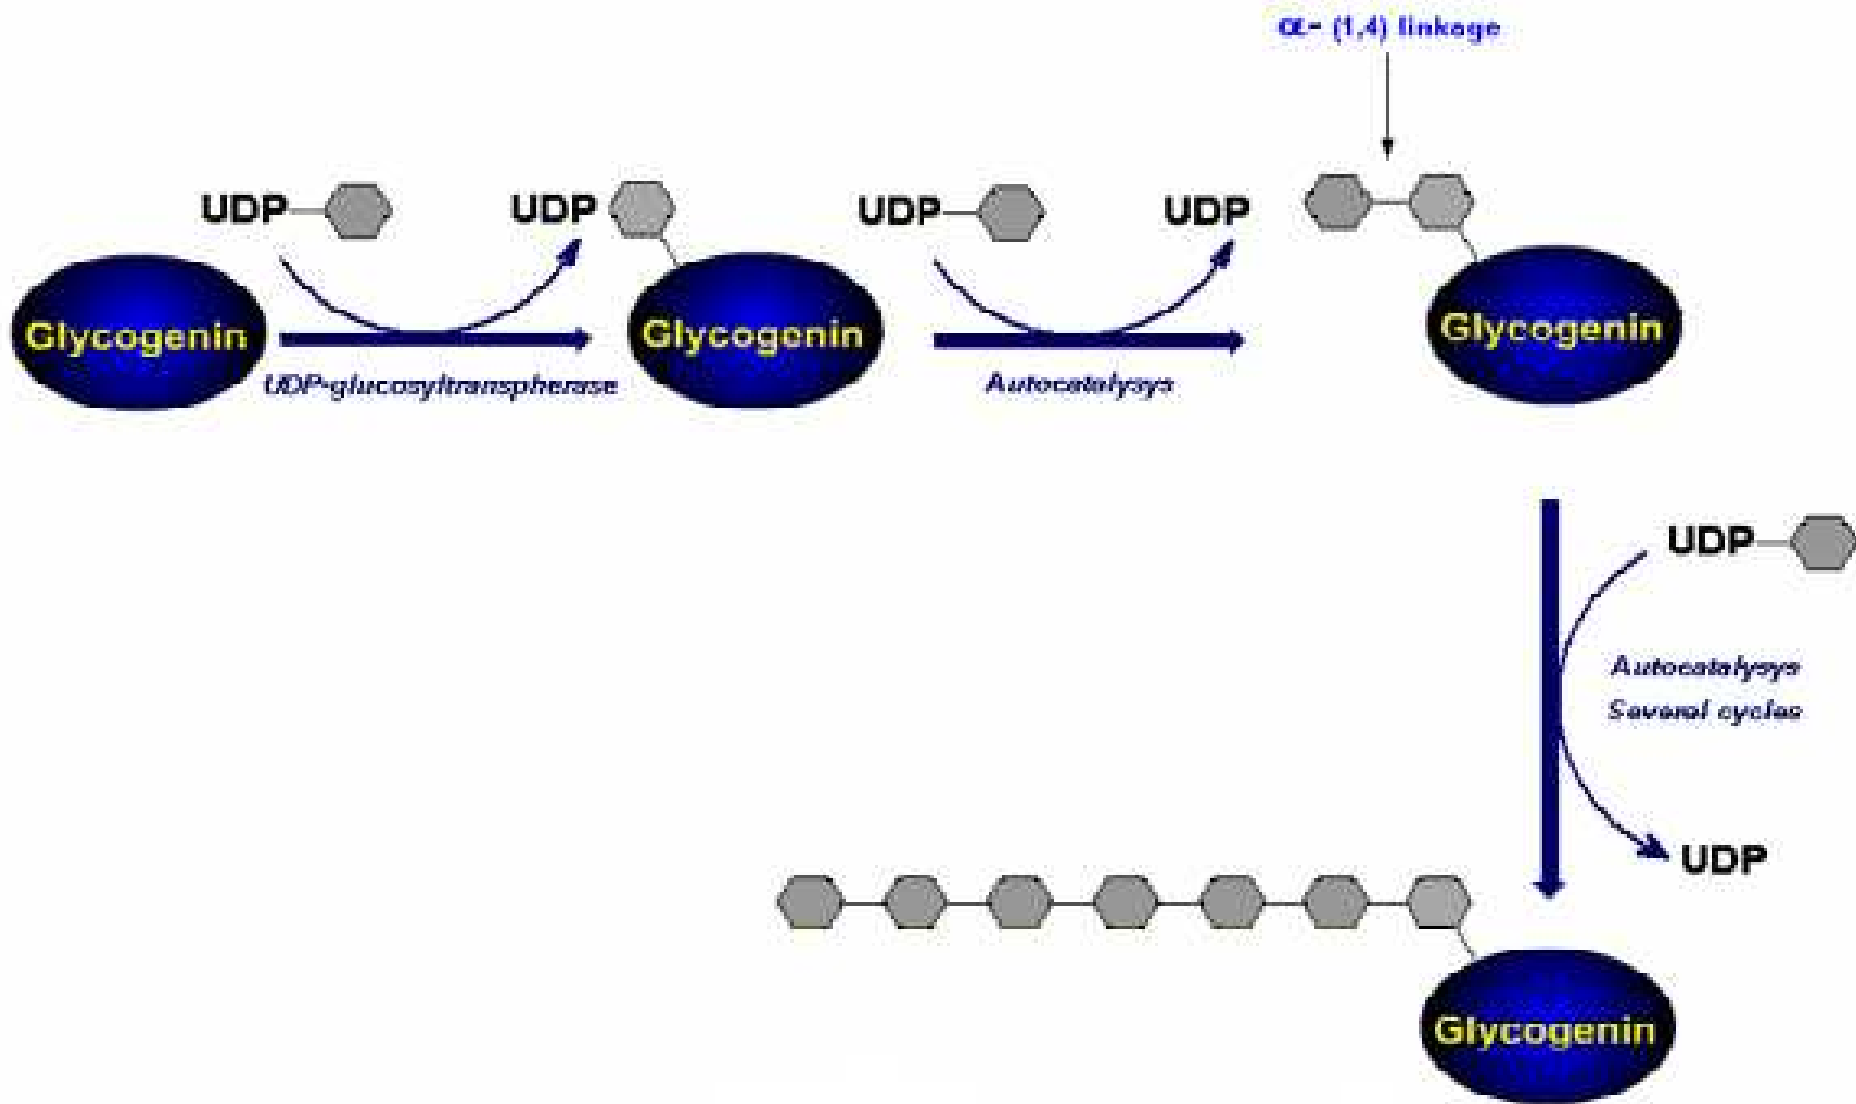 α- (1,4) linkage
UDP
UDP
UDP
UDP
Glycogenin
Glycogenin
Glycogenin
UDP-glucosyltranspherase
Autocatalysys
UDP
Autocatalysys
Several cycles
UDP
Glycogenin